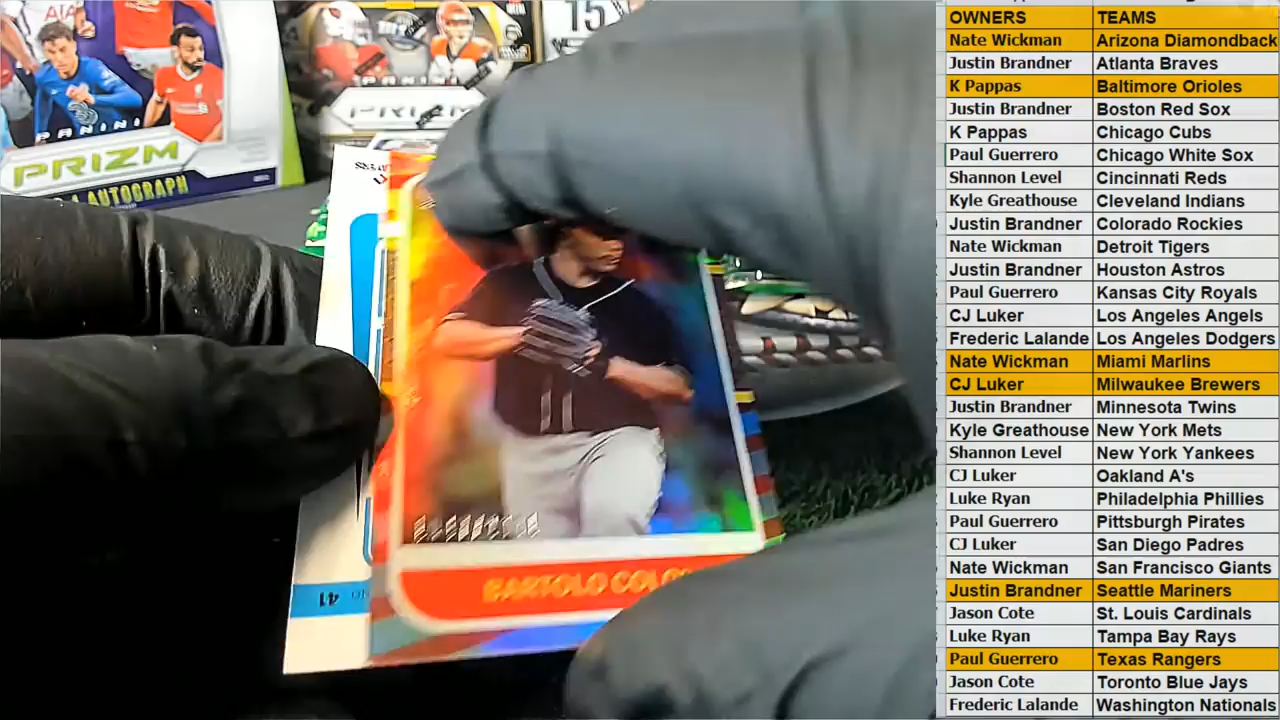 PANINI
PRIZM
1 AUTOGRAPH
PANINI
PRIZM
15
BARTOLO COLO
41
OWNERS TEAMS
Nate Wickman Arizona Diamondback
Justin Brandner Atlanta Braves
K Pappas Baltimore Orioles
Justin Brandner Boston Red Sox
K Pappas Chicago Cubs
Paul Guerrero Chicago White Sox
Shannon Level Cincinnati Reds
Kyle Greathouse Cleveland Indians
Justin Brandner Colorado Rockies
Nate Wickman Detroit Tigers
Justin Brandner Houston Astros
Paul Guerrero Kansas City Royals
CJ Luker Los Angeles Angels
Frederic Lalande Los Angeles Dodgers
Nate Wickman Miami Marlins
CJ Luker Milwaukee Brewers
Justin Brandner Minnesota Twins
Kyle Greathouse New York Mets
Shannon Level New York Yankees
CJ Luker Oakland A's
Luke Ryan Philadelphia Phillies
Paul Guerrero Pittsburgh Pirates
CJ Luker San Diego Padres
Nate Wickman San Francisco Giants
Justin Brandner Seattle Mariners
Jason Cote St. Louis Cardinals
Luke Ryan Tampa Bay Rays
Paul Guerrero Texas Rangers
Jason Cote Toronto Blue Jays
Frederic Lalande Washington Nationals